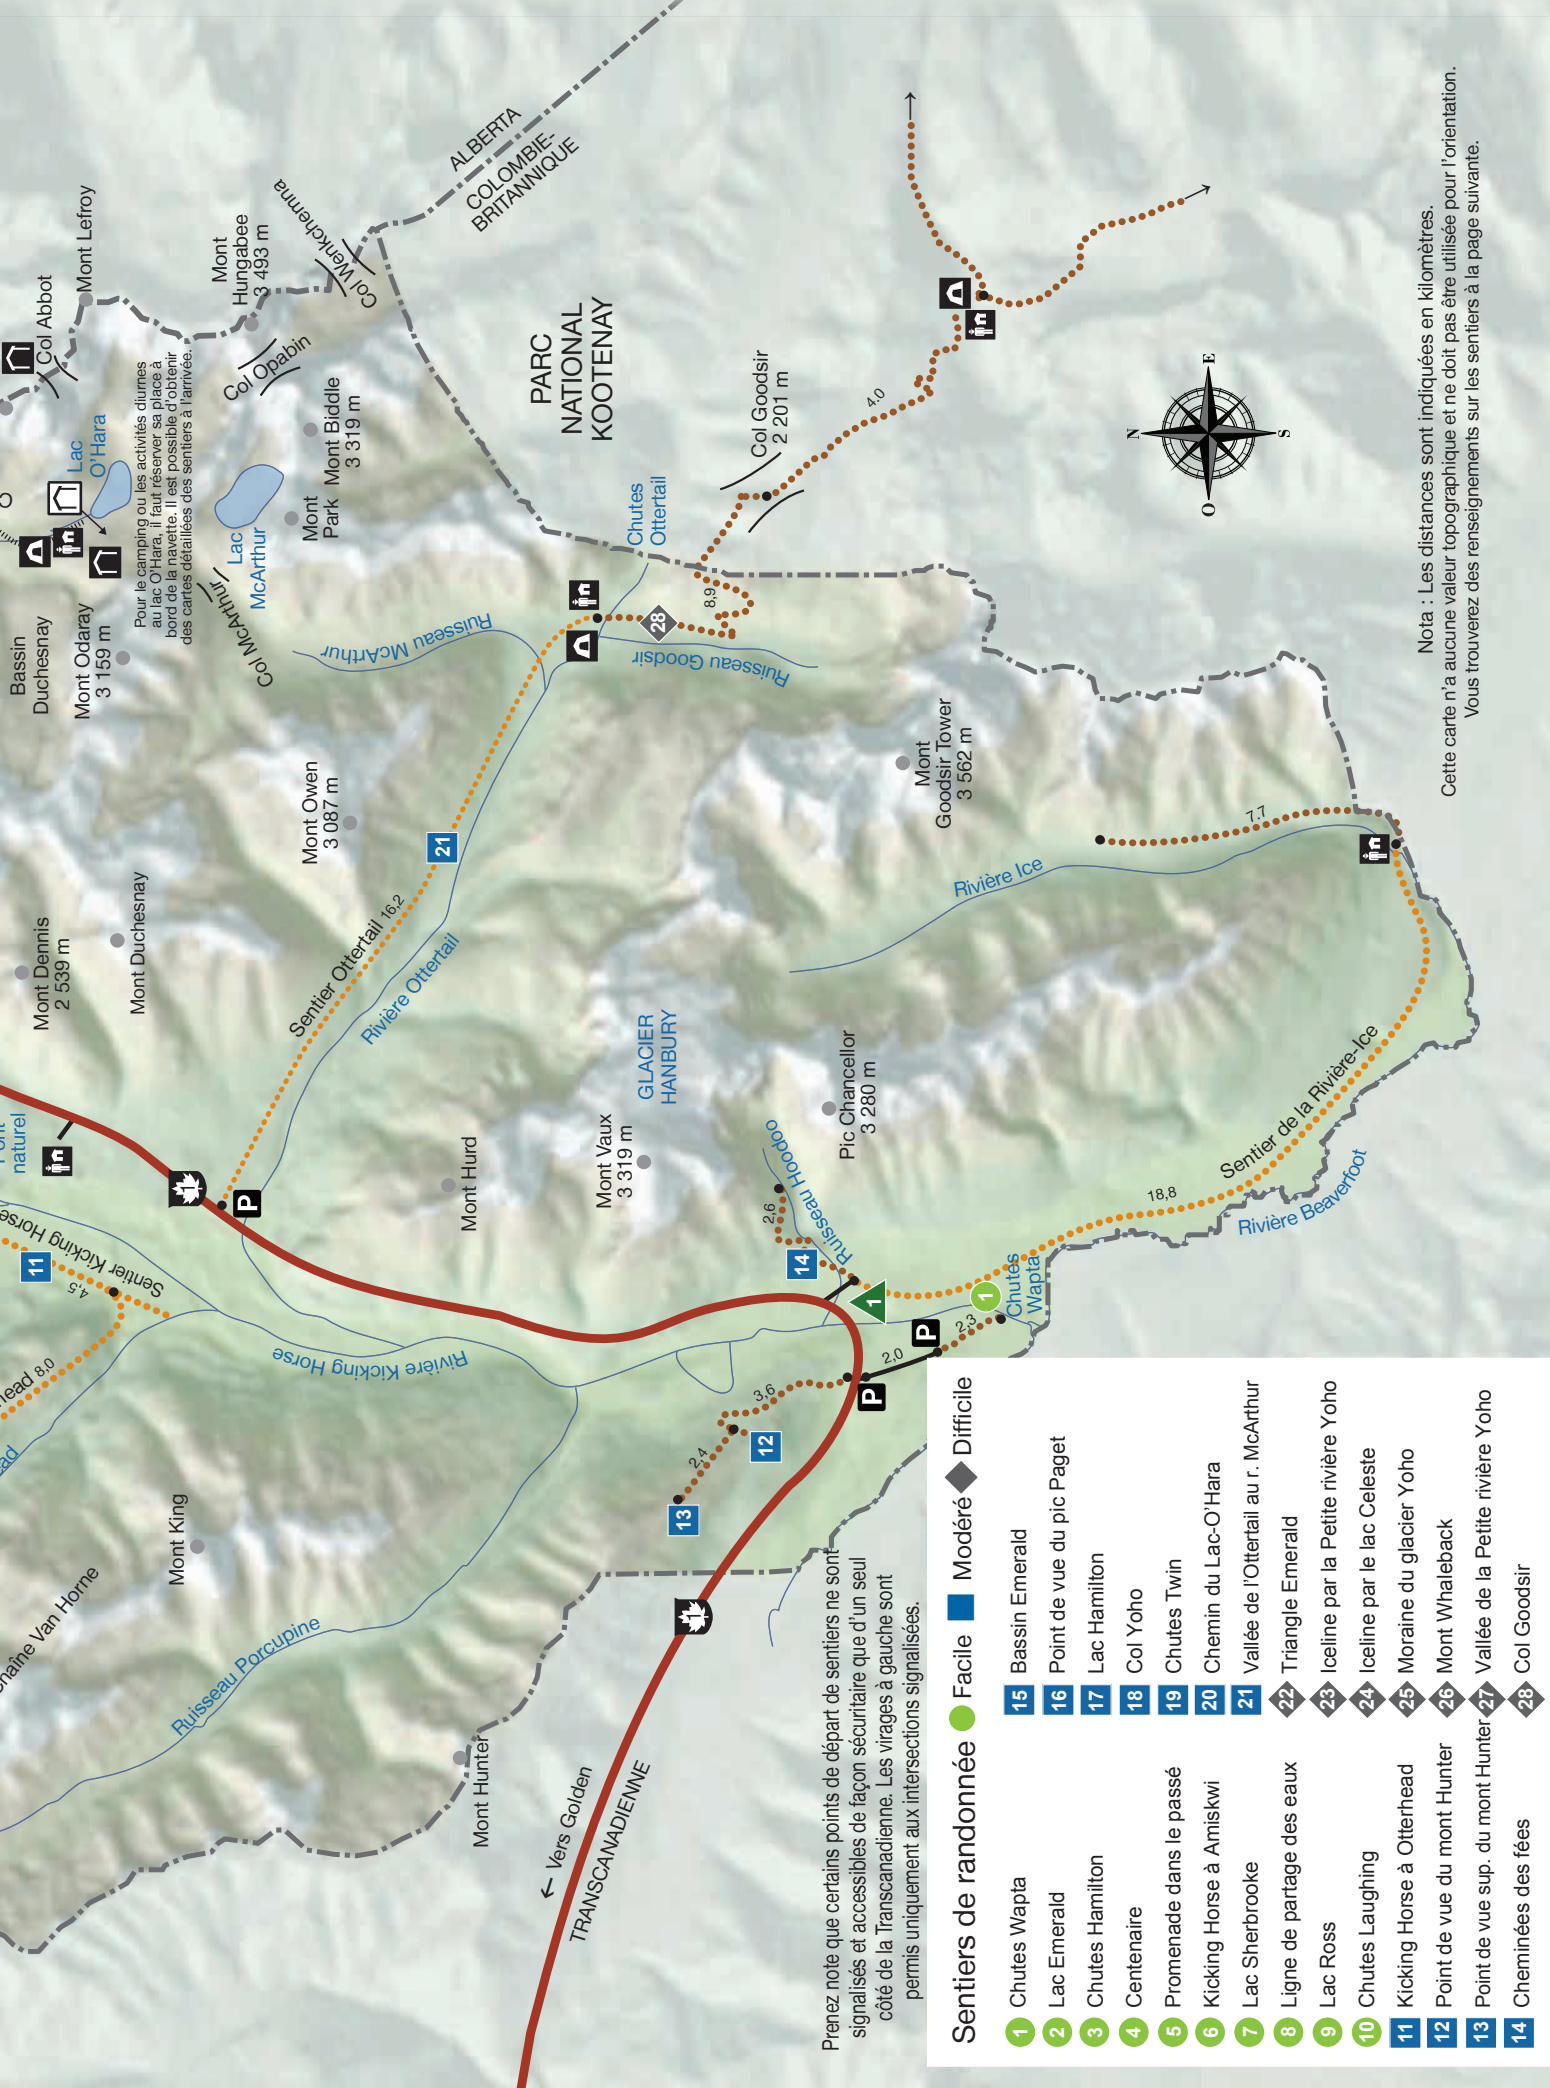 Col Abbot
Mont Lefroy
Lac
O'Hara
Pour le camping ou les activités diurnes
au lac O'Hara, il faut réserver sa place à
bord de la navette. Il est possible d'obtenir
des cartes détaillées des sentiers à l'arrivée.
Mont
Hungabee
3 493 m
Col Wenkchemna
Col Opabin
Mont Biddle
3 319 m
Mont
Park
Lac
McArthur
Col McArthur
Bassin
Duchesnay
Mont Odaray
3 159 m
Mont Dennis
2 539 m
Mont Duchesnay
Mont Owen
3 087 m
ALBERTA
COLOMBIE-
BRITANNIQUE
PARC
NATIONAL
KOOTENAY
Ruisseau McArthur
Ruisseau Goodsir
Chutes
Ottertail
28
8,9
Col Goodsir
2 201 m
4.0
21
Sentier Ottertail
16,2
Rivière Ottertail
naturel
1
P
Sentier Kicking Horse
11
4,5
head 8,0
Rivière Kicking Horse
Mont Hurd
Mont Vaux
3 319 m
GLACIER
HANBURY
Pic Chancellor
3 280 m
Mont
Goodsir Tower
3 562 m
Rivière Ice
7.7
Ruisseau Hoodoo
2,6
14
1
1
Chutes
Wapta
2,3
P
2,0
P
3,6
12
2,4
13
18,8
Sentier de la Rivière-Ice
Rivière Beaverfoot
Mont King
Van Horne
Ruisseau Porcupine
Mont Hunter
1
← Vers Golden
TRANSCANADIENNE
N
E
S
O
Nota : Les distances sont indiquées en kilomètres.
Cette carte n'a aucune valeur topographique et ne doit pas être utilisée pour l'orientation.
Vous trouverez des renseignements sur les sentiers à la page suivante.
Prenez note que certains points de départ de sentiers ne sont
signalisés et accessibles de façon sécuritaire que d'un seul
côté de la Transcanadienne. Les virages à gauche sont
permis uniquement aux intersections signalisées.
Sentiers de randonnée Facile Modéré Difficile
1 Chutes Wapta
2 Lac Emerald
3 Chutes Hamilton
4 Centenaire
5 Promenade dans le passé
6 Kicking Horse à Amiskwi
7 Lac Sherbrooke
8 Ligne de partage des eaux
9 Lac Ross
10 Chutes Laughing
11 Kicking Horse à Otterhead
12 Point de vue du mont Hunter
13 Point de vue sup. du mont Hunter
14 Cheminées des fées
15 Bassin Emerald
16 Point de vue du pic Paget
17 Lac Hamilton
18 Col Yoho
19 Chutes Twin
20 Chemin du Lac-O'Hara
21 Vallée de l'Ottertail au r. McArthur
22 Triangle Emerald
23 Iceline par la Petite rivière Yoho
24 Iceline par le lac Celeste
25 Moraine du glacier Yoho
26 Mont Whaleback
27 Vallée de la Petite rivière Yoho
28 Col Goodsir